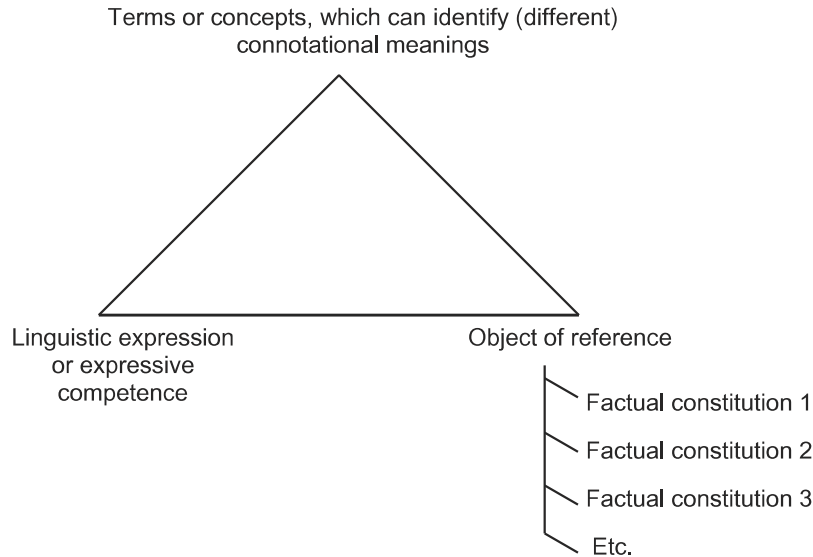 Terms or concepts, which can identify (different)
connotational meanings
Linguistic expression
or expressive
competence
Object of reference
Factual constitution 1
Factual constitution 2
Factual constitution 3
Etc.